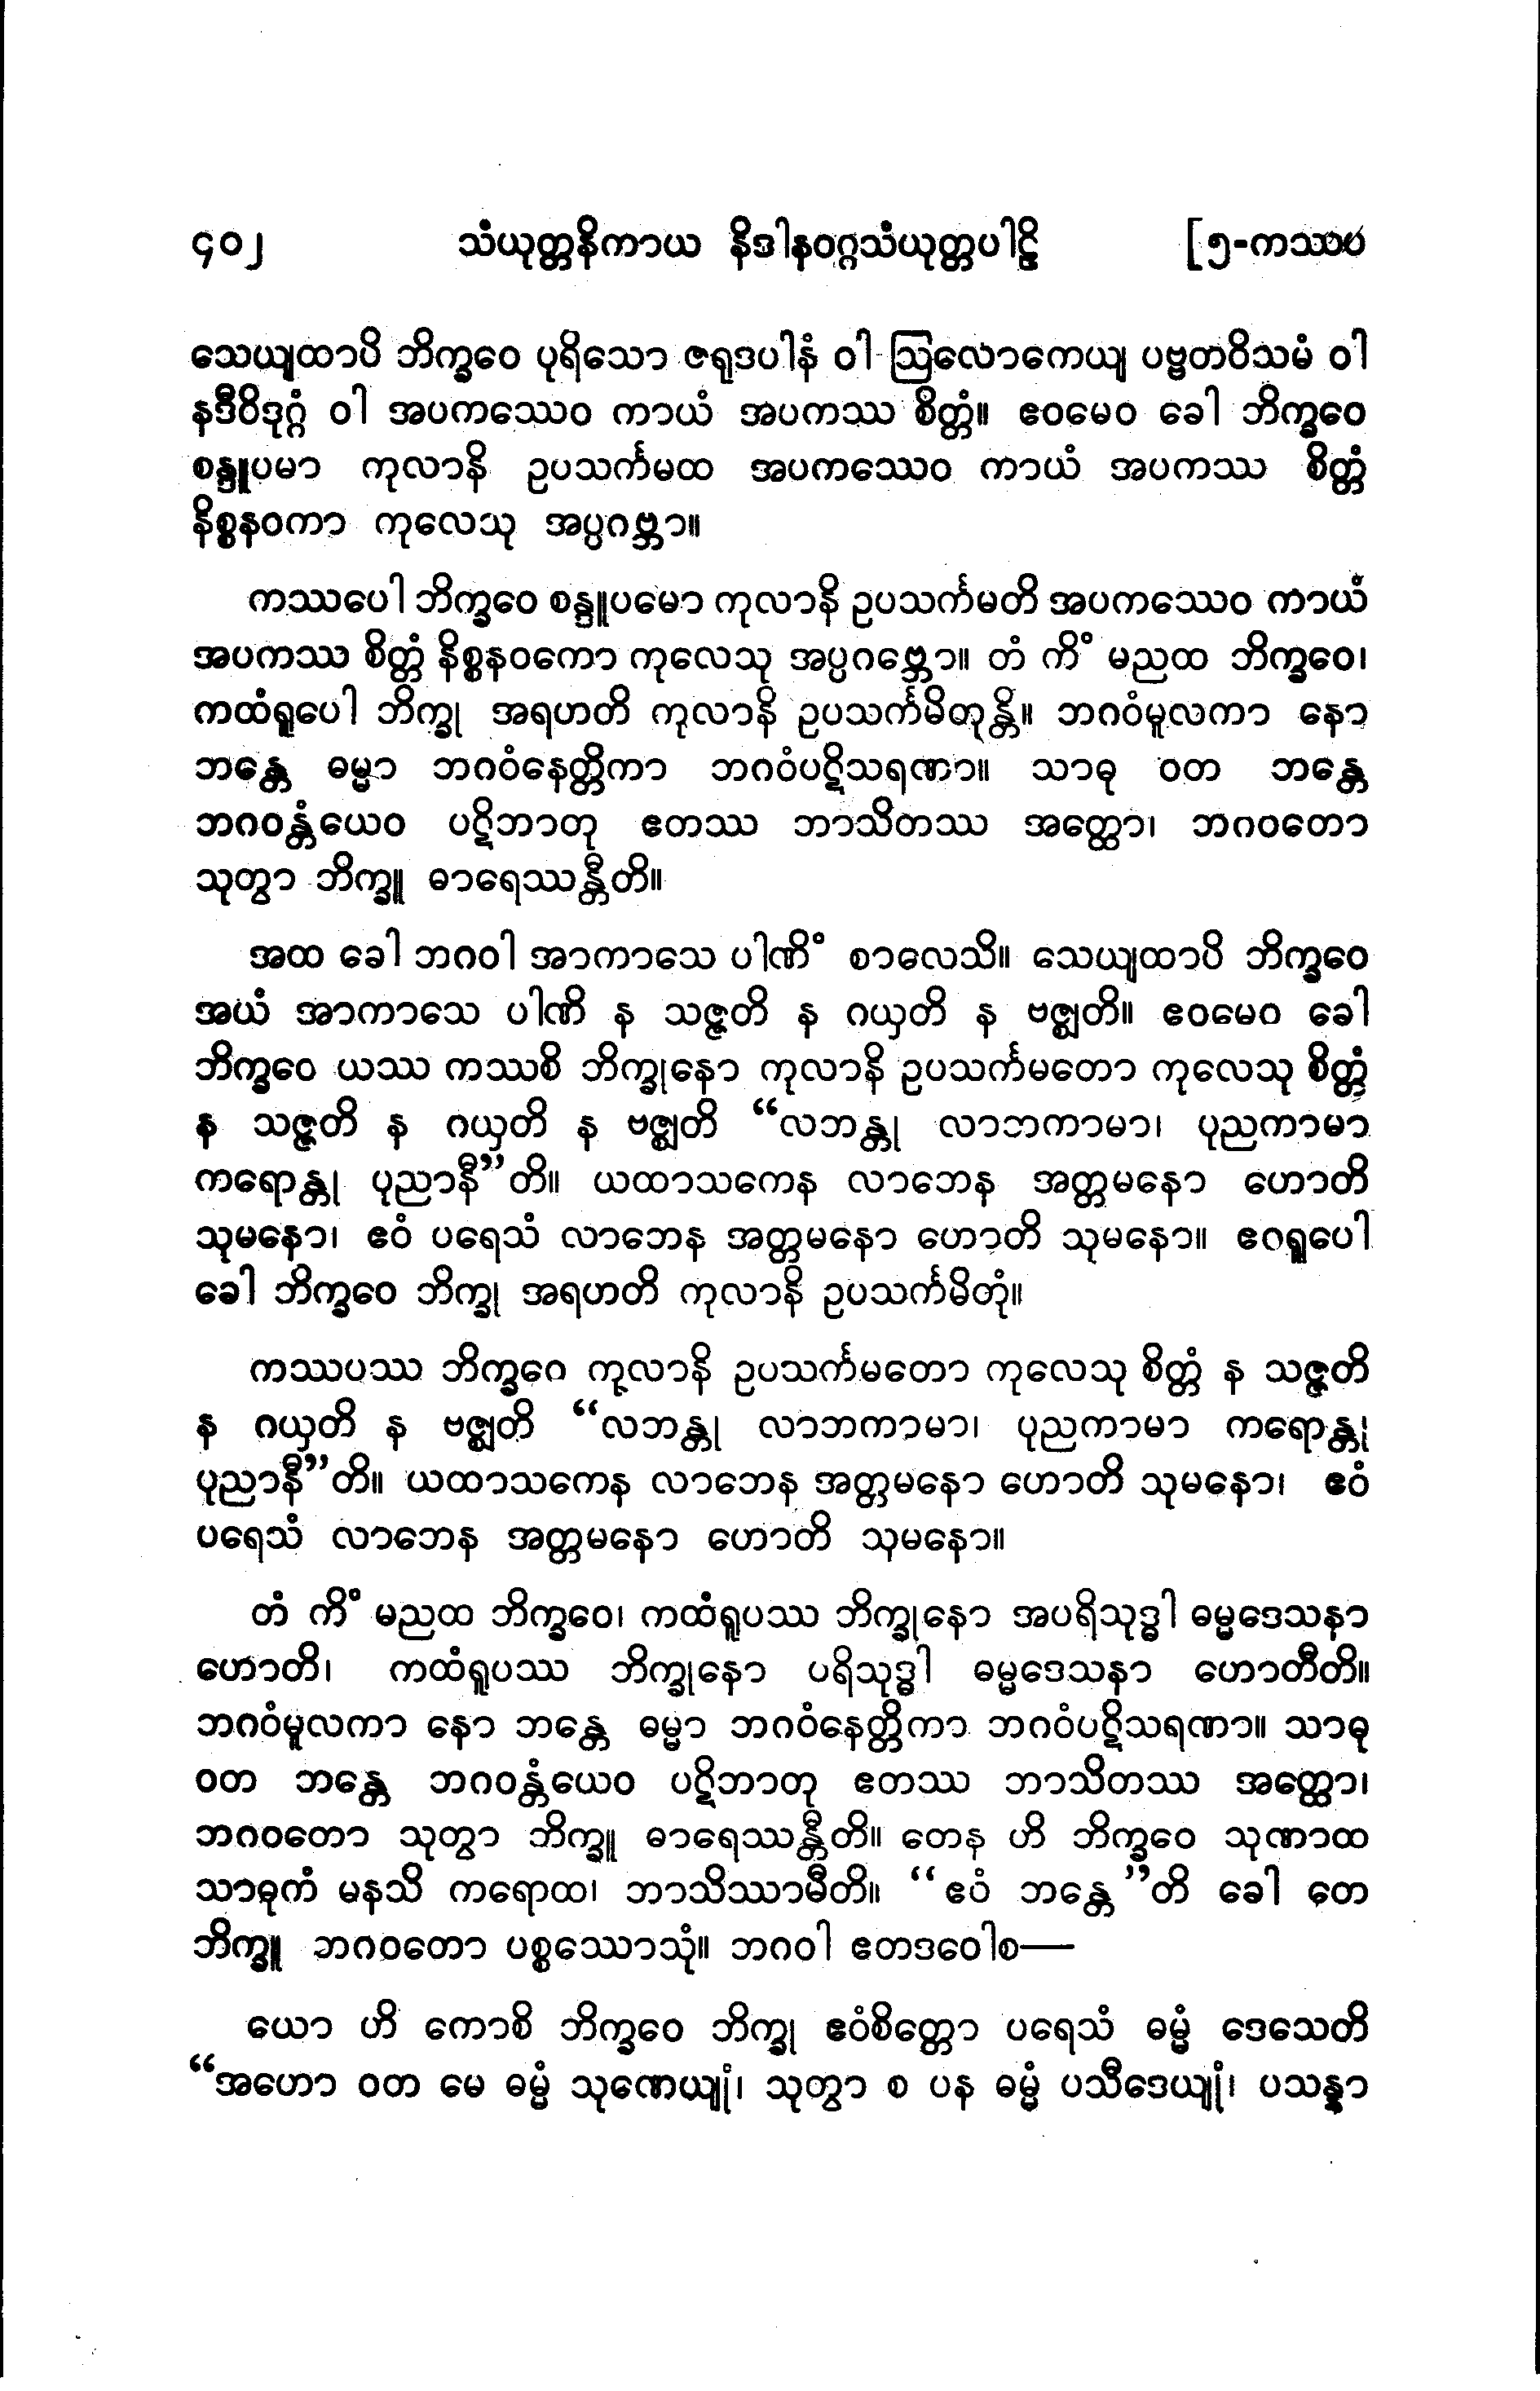 ၄၀၂ သံယုတ္တနိကာယ နိဒါနဝဂ္ဂသံယုတ္တပါဠိ [၅-ကဿပ
သေယျထာပိ ဘိက္ခဝေ ပုရိသော ဇရုဒပါနံ ဝါ ဩလောကေယျ ပဗ္ဗတဝိသမံ ဝါ
နဒီဝိဒုဂ္ဂံ ဝါ အပကဿေဝ ကာယံ အပကဿ စိတ္တံ။ ဧဝမေဝ ခေါ ဘိက္ခဝေ
စန္ဒူပမာ ကုလာနိ ဥပသင်္ကမထ အပကဿေဝ ကာယံ အပကဿ စိတ္တံ
နိစ္စနဝကာ ကုလေသု အပ္ပဂဗ္ဘာ။
ကဿပေါ ဘိက္ခဝေ စန္ဒူပမော ကုလာနိ ဥပသင်္ကမတိ အပကဿေဝ ကာယံ
အပကဿ စိတ္တံ နိစ္စနဝကော ကုလေသု အပ္ပဂဗ္ဘော။ တံ ကိံ မညထ ဘိက္ခဝေ၊
ကထံရူပေါ ဘိက္ခု အရဟတိ ကုလာနိ ဥပသင်္ကမိတုန္တိ။ ဘဂဝံမူလကာ နော
ဘန္တေ ဓမ္မာ ဘဂဝံနေတ္တိကာ ဘဂဝံပဋိသရဏာ။ သာဓု ဝတ ဘန္တေ
ဘဂဝန္တံယေဝ ပဋိဘာတု ဧတဿ ဘာသိတဿ အတ္ထော၊ ဘဂဝတော
သုတွာ ဘိက္ခူ ဓာရေဿန္တီတိ။
အထ ခေါ ဘဂဝါ အာကာသေ ပါဏိံ စာလေသိ။ သေယျထာပိ ဘိက္ခဝေ
အယံ အာကာသေ ပါဏိ န သဇ္ဇတိ န ဂယှတိ န ဗဇ္ဈတိ။ ဧဝမေဝ ခေါ
ဘိက္ခဝေ ယဿ ကဿစိ ဘိက္ခုနော ကုလာနိ ဥပသင်္ကမတော ကုလေသု စိတ္တံ
န သဇ္ဇတိ န ဂယှတိ န ဗဇ္ဈတိ “လဘန္တု လာဘကာမာ၊ ပုညကာမာ
ကရောန္တု ပုညာနီ”တိ။ ယထာသကေန လာဘေန အတ္တမနော ဟောတိ
သုမနော၊ ဧဝံ ပရေသံ လာဘေန အတ္တမနော ဟောတိ သုမနော။ ဧဝရူပေါ
ခေါ ဘိက္ခဝေ ဘိက္ခု အရဟတိ ကုလာနိ ဥပသင်္ကမိတုံ။
ကဿပဿ ဘိက္ခဝေ ကုလာနိ ဥပသင်္ကမတော ကုလေသု စိတ္တံ န သဇ္ဇတိ
န ဂယှတိ န ဗဇ္ဈတိ “လဘန္တု လာဘကာမာ၊ ပုညကာမာ ကရောန္တု
ပုညာနီ”တိ။ ယထာသကေန လာဘေန အတ္တမနော ဟောတိ သုမနော၊ ဧဝံ
ပရေသံ လာဘေန အတ္တမနော ဟောတိ သုမနော။
တံ ကိံ မညထ ဘိက္ခဝေ၊ ကထံရူပဿ ဘိက္ခုနော အပရိသုဒ္ဓါ ဓမ္မဒေသနာ
ဟောတိ၊ ကထံရူပဿ ဘိက္ခုနော ပရိသုဒ္ဓါ ဓမ္မဒေသနာ ဟောတီတိ။
ဘဂဝံမူလကာ နော ဘန္တေ ဓမ္မာ ဘဂဝံနေတ္တိကာ ဘဂဝံပဋိသရဏာ။ သာဓု
ဝတ ဘန္တေ ဘဂဝန္တံယေဝ ပဋိဘာတု ဧတဿ ဘာသိတဿ အတ္ထော၊
ဘဂဝတော သုတွာ ဘိက္ခူ ဓာရေဿန္တီတိ။ တေန ဟိ ဘိက္ခဝေ သုဏာထ
သာဓုကံ မနသိ ကရောထ၊ ဘာသိဿာမီတိ။ “ဧဝံ ဘန္တေ”တိ ခေါ တေ
ဘိက္ခူ ဘဂဝတော ပစ္စဿောသုံ။ ဘဂဝါ ဧတဒဝေါစ—
ယော ဟိ ကောစိ ဘိက္ခဝေ ဘိက္ခု ဧဝံစိတ္တော ပရေသံ ဓမ္မံ ဒေသေတိ
“အဟော ဝတ မေ ဓမ္မံ သုဏေယျုံ၊ သုတွာ စ ပန ဓမ္မံ ပသီဒေယျုံ၊ ပသန္နာ